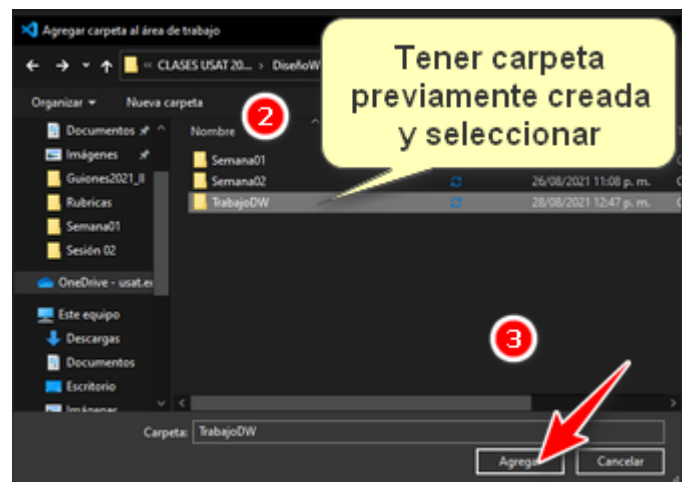 Agregar carpeta al área de trabajo
« CLASES USAT 20... › DiseñoW
Tener carpeta
previamente creada
y seleccionar
Organizar
Nueva carpeta
2
Nombre
Documentos
Imágenes
Guiones2021_II
Rubricas
Semana01
Sesión 02
OneDrive - usat.e
Este equipo
Descargas
Documentos
Escritorio
Semana01
Semana02
26/08/2021 11:08 p. m.
TrabajoDW
28/08/2021 12:47 p. m.
3
Carpeta:
TrabajoDW
Cancelar